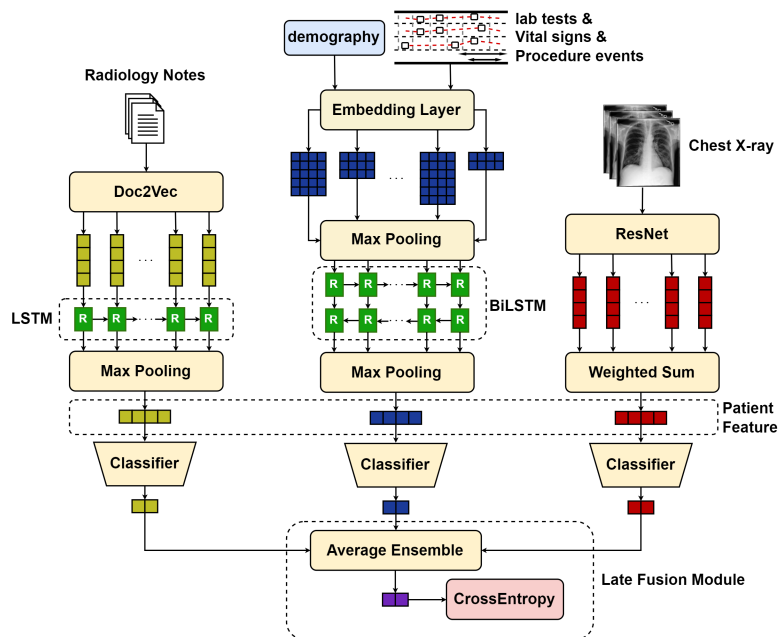 demography
lab tests &
Vital signs &
Procedure events
Radiology Notes
Embedding Layer
Chest X-ray
Doc2Vec
. . .
Max Pooling
ResNet
. . .
. . .
LSTM
R R ... R R
R R ... R R
R R ... R R
BiLSTM
Max Pooling
Max Pooling
Weighted Sum
Patient
Feature
Classifier
Classifier
Classifier
Average Ensemble
Late Fusion Module
CrossEntropy